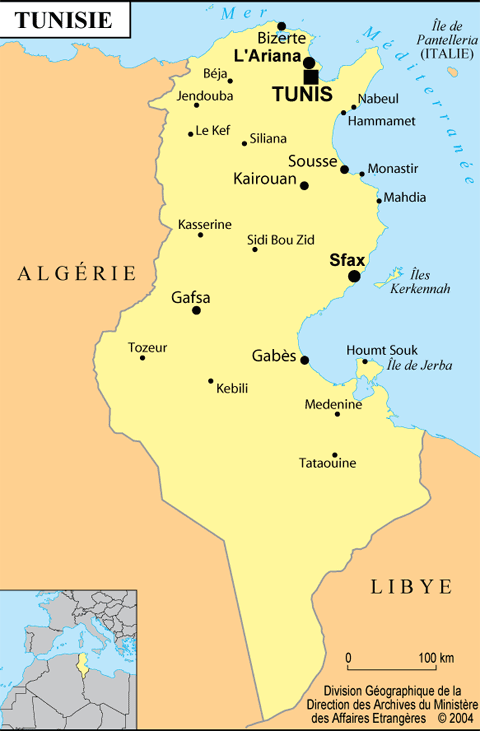 TUNISIE
Mer Méditerranée
Île de
Pantelleria
(ITALIE)
Bizerte
L'Ariana
Béja
TUNIS
Jendouba
Nabeul
Hammamet
Le Kef
Siliana
Sousse
Monastir
Kairouan
Mahdia
Kasserine
Sidi Bou Zid
Sfax
ALGÉRIE
Îles
Kerkennah
Gafsa
Tozeur
Gabès
Houmt Souk
Île de Jerba
Kebili
Medenine
Tataouine
LIBYE
0 100 km
Division Géographique de la
Direction des Archives du Ministère
des Affaires Etrangères © 2004